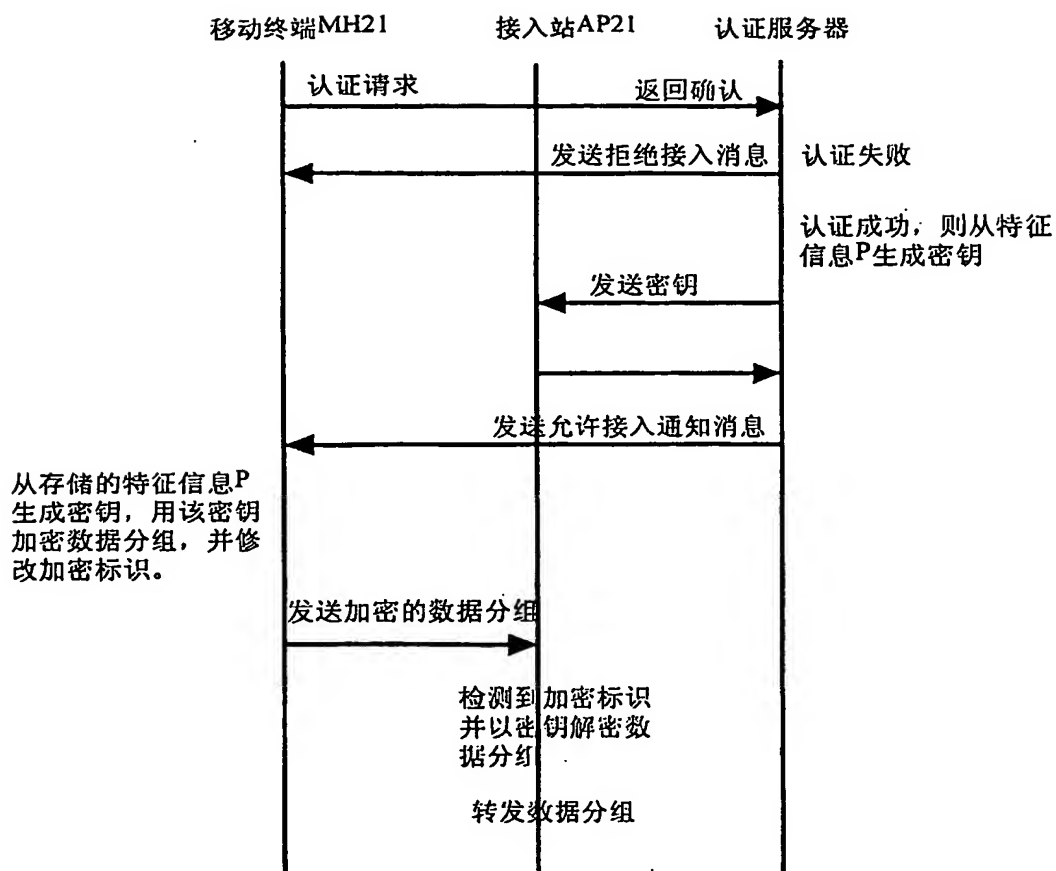 移动终端MH21 接入站AP21 认证服务器
认证请求
返回确认
发送拒绝接入消息
认证失败
认证成功，则从特征
信息P生成密钥
发送密钥
发送允许接入通知消息
从存储的特征信息P
生成密钥，用该密钥
加密数据分组，并修
改加密标识。
发送加密的数据分组
检测到加密标识
并以密钥解密数
据分组
转发数据分组